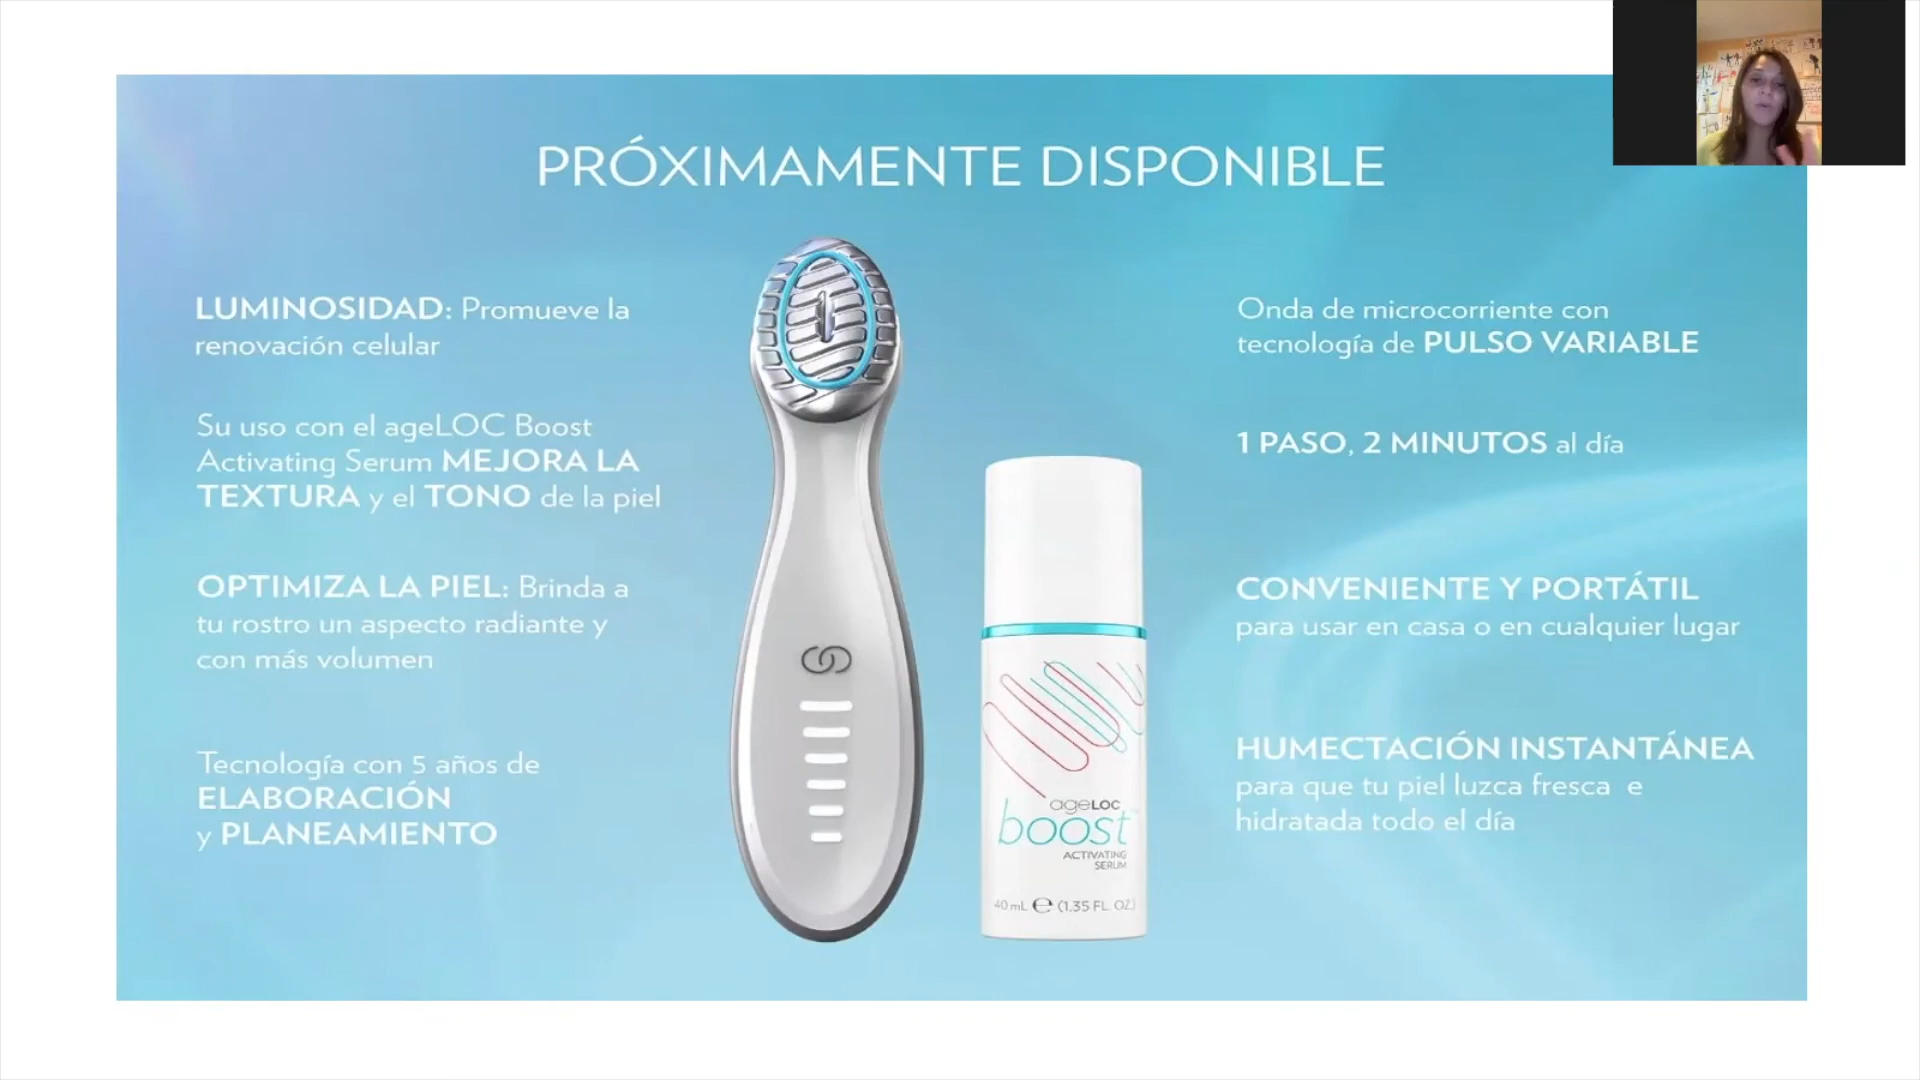 PRÓXIMAMENTE DISPONIBLE
LUMINOSIDAD: Promueve la
renovación celular
Su uso con el ageLOC Boost
Activating Serum MEJORA LA
TEXTURA y el TONO de la piel
OPTIMIZA LA PIEL: Brinda a
tu rostro un aspecto radiante y
con más volumen
Tecnología con 5 años de
ELABORACIÓN
y PLANEAMIENTO
ageLOC
boost™
ACTIVATING
SERUM
40 mL ℮ (1.35 FL. OZ.)
Onda de microcorriente con
tecnología de PULSO VARIABLE
1 PASO, 2 MINUTOS al día
CONVENIENTE Y PORTÁTIL
para usar en casa o en cualquier lugar
HUMECTACIÓN INSTANTÁNEA
para que tu piel luzca fresca e
hidratada todo el día